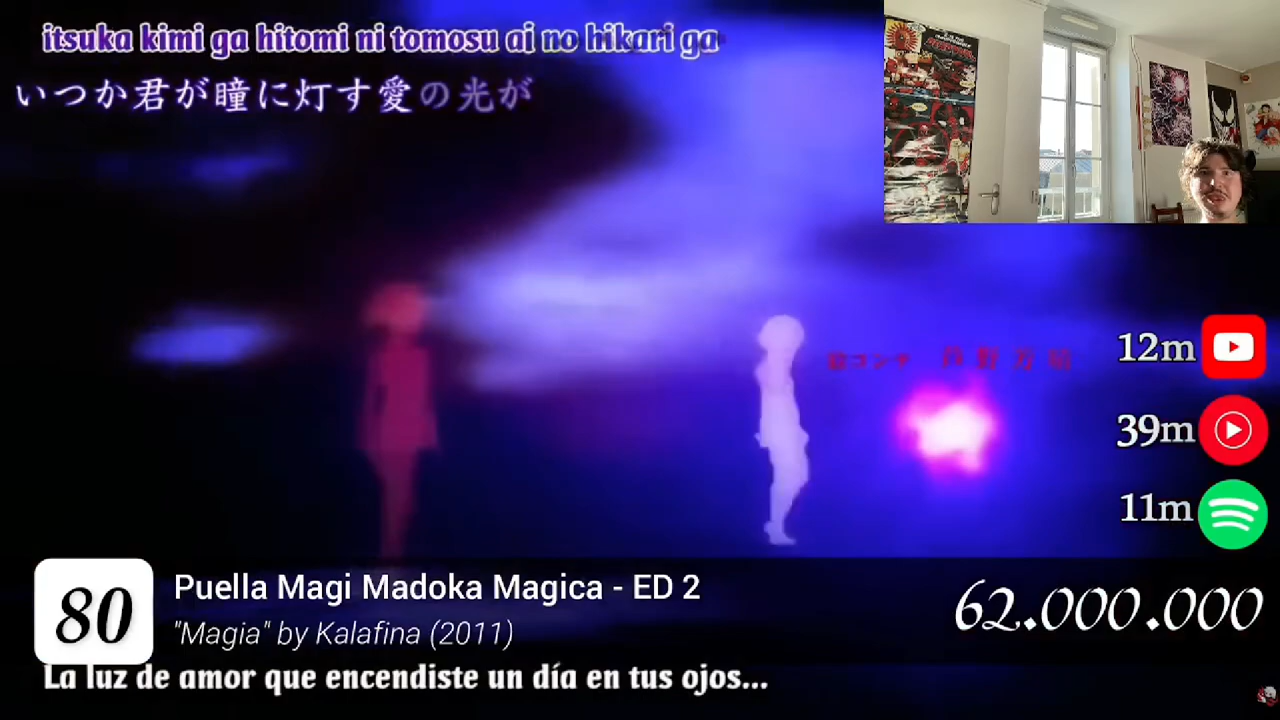 itsuka kimi ga hitomi ni tomosu ai no hikari ga
いつか君が瞳に灯す愛の光が
12m
39m
11m
80
Puella Magi Madoka Magica - ED 2
"Magia" by Kalafina (2011)
62.000.000
La luz de amor que encendiste un día en tus ojos...